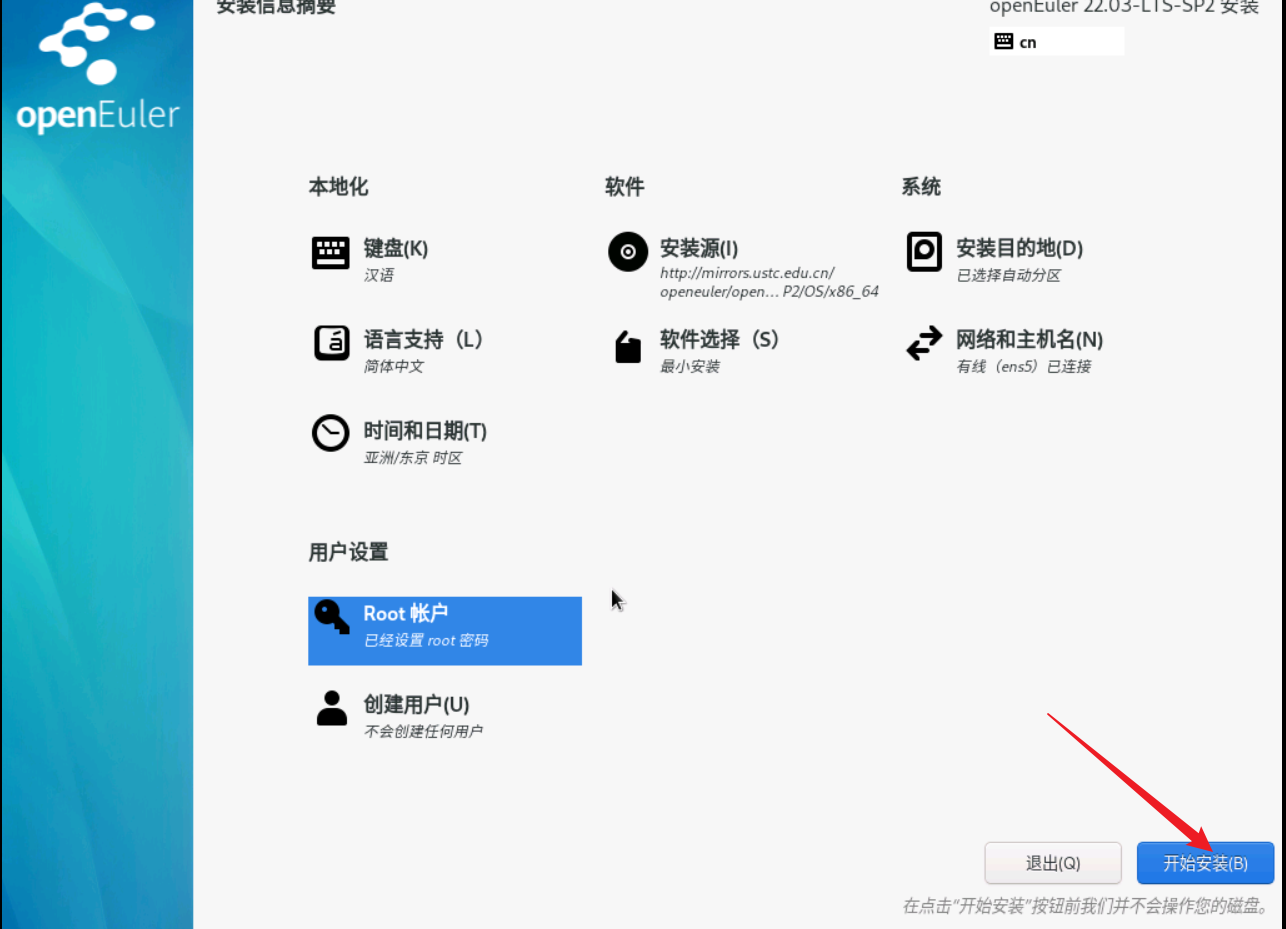 安装信息摘要
openEuler 22.03-LTS-SP2 安装
cn
openEuler
本地化
键盘(K)
汉语
语言支持（L）
简体中文
时间和日期(T)
亚洲/东京 时区
软件
安装源(I)
http://mirrors.ustc.edu.cn/
openeuler/open... P2/OS/x86_64
软件选择（S）
最小安装
系统
安装目的地(D)
已选择自动分区
网络和主机名(N)
有线（ens5）已连接
用户设置
Root 帐户
已经设置 root 密码
创建用户(U)
不会创建任何用户
退出(Q)
开始安装(B)
在点击“开始安装”按钮前我们并不会操作您的磁盘。